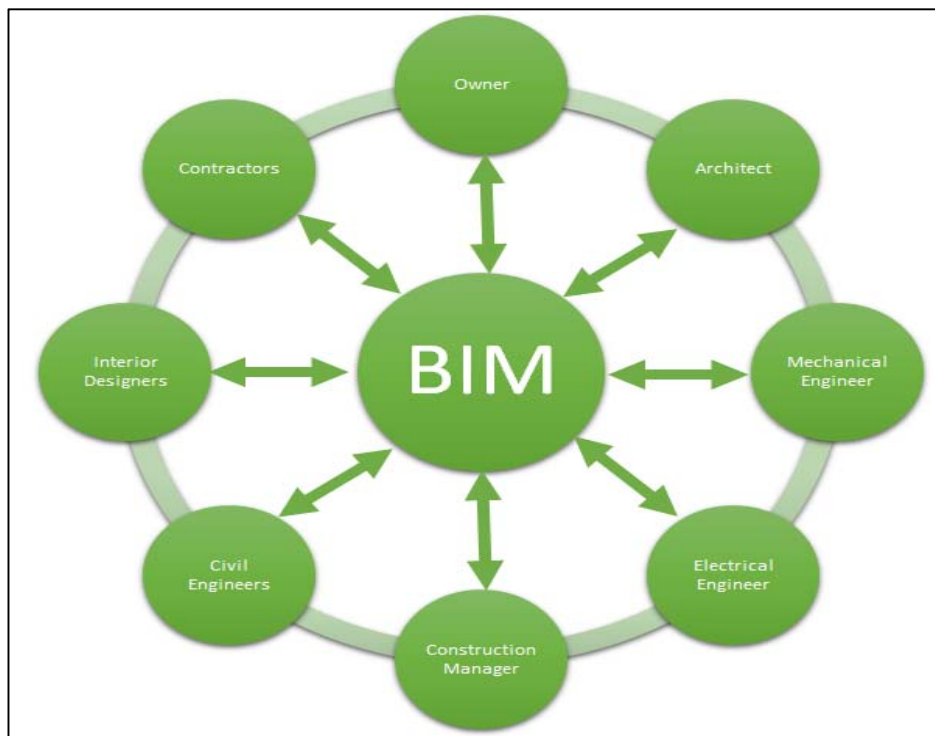 Owner
Contractors
Architect
BIM
Interior
Designers
Mechanical
Engineer
Civil
Engineers
Electrical
Engineer
Construction
Manager